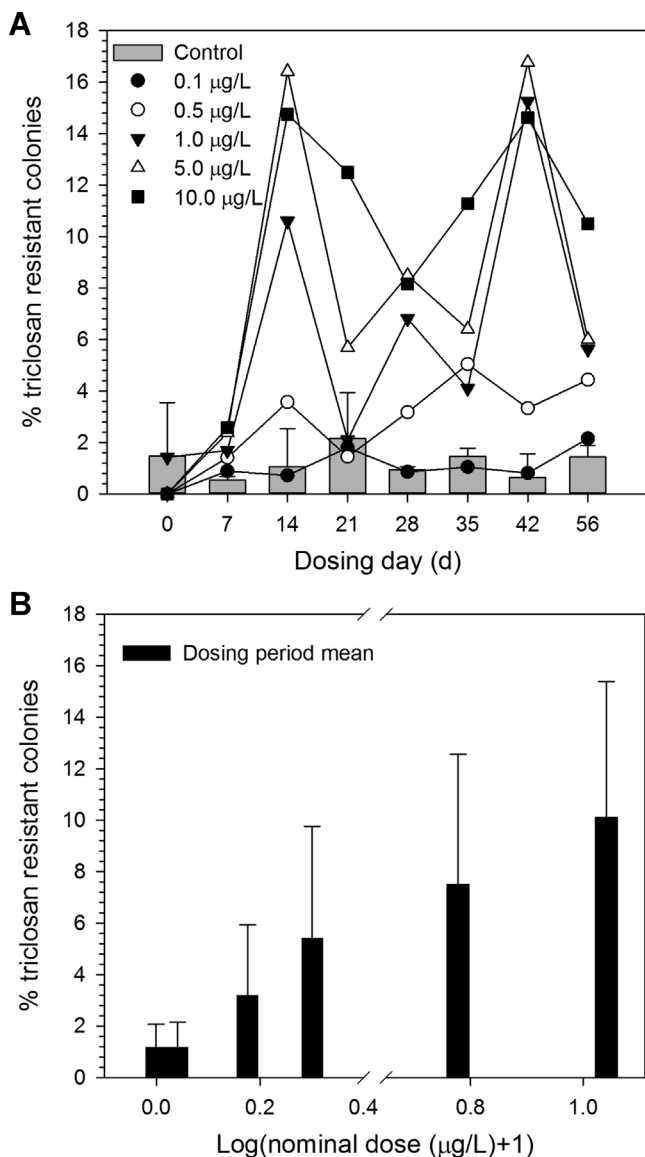 A
Control
0.1 μg/L
0.5 μg/L
1.0 μg/L
5.0 μg/L
10.0 μg/L
18
16
14
12
10
8
6
4
2
0
% triclosan resistant colonies
0 7 14 21 28 35 42 56
Dosing day (d)
B
Dosing period mean
18
16
14
12
10
8
6
4
2
0
% triclosan resistant colonies
0.0 0.2 0.4 0.8 1.0
Log(nominal dose (μg/L)+1)